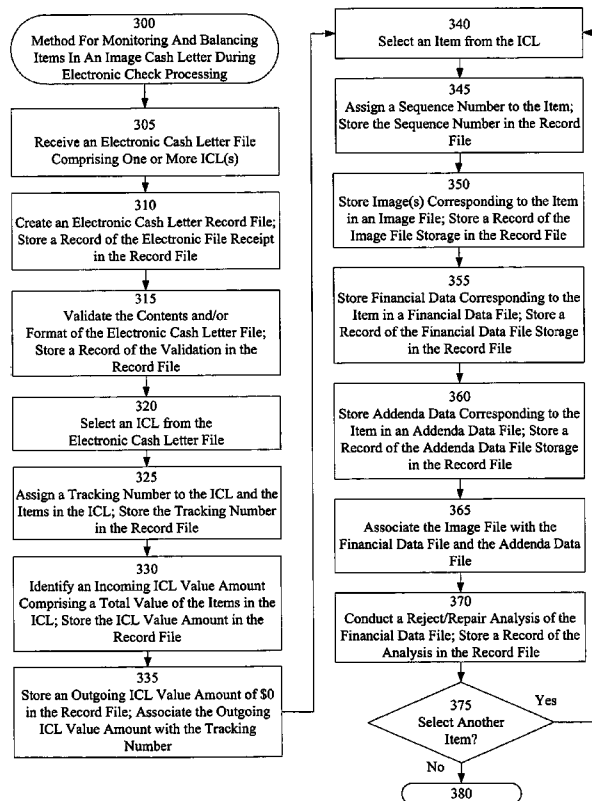 300
Method For Monitoring And Balancing
Items In An Image Cash Letter During
Electronic Check Processing
305
Receive an Electronic Cash Letter File
Comprising One or More ICL(s)
310
Create an Electronic Cash Letter Record File;
Store a Record of the Electronic File Receipt
in the Record File
315
Validate the Contents and/or
Format of the Electronic Cash Letter File;
Store a Record of the Validation in the
Record File
320
Select an ICL from the
Electronic Cash Letter File
325
Assign a Tracking Number to the ICL and the
Items in the ICL; Store the Tracking Number
in the Record File
330
Identify an Incoming ICL Value Amount
Comprising a Total Value of the Items in the
ICL; Store the ICL Value Amount in the
Record File
335
Store an Outgoing ICL Value Amount of $0
in the Record File; Associate the Outgoing
ICL Value Amount with the Tracking
Number
340
Select an Item from the ICL
345
Assign a Sequence Number to the Item;
Store the Sequence Number in the Record
File
350
Store Image(s) Corresponding to the Item
in an Image File; Store a Record of the
Image File Storage in the Record File
355
Store Financial Data Corresponding to the
Item in a Financial Data File; Store a
Record of the Financial Data File Storage
in the Record File
360
Store Addenda Data Corresponding to the
Item in an Addenda Data File; Store a
Record of the Addenda Data File Storage
in the Record File
365
Associate the Image File with the
Financial Data File and the Addenda Data
File
370
Conduct a Reject/Repair Analysis of the
Financial Data File; Store a Record of the
Analysis in the Record File
375
Select Another
Item?
Yes
No
380